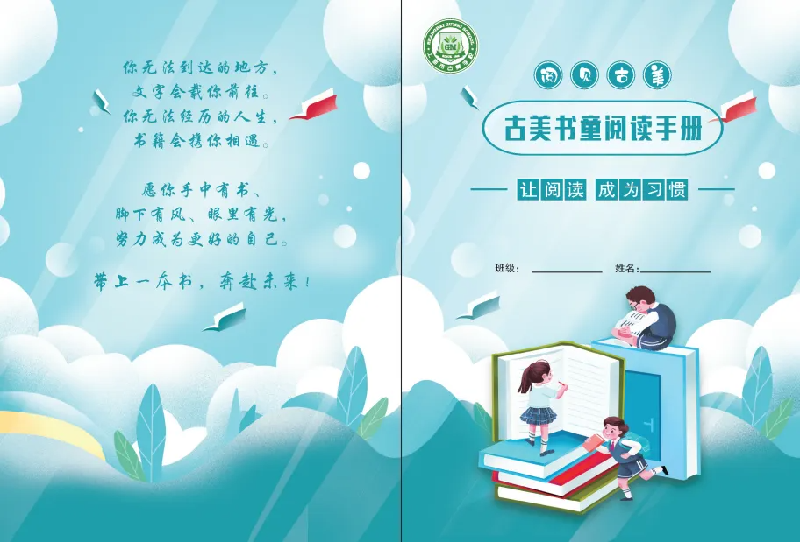 你无法到达的地方，
文字会载你前往。
你无法经历的人生，
书籍会携你相遇。
愿你手中有书、
脚下有风、眼里有光，
努力成为更好的自己。
带上一本书，奔赴未来！
贝古美
古美书童阅读手册
让阅读 成为习惯
班级：
姓名：